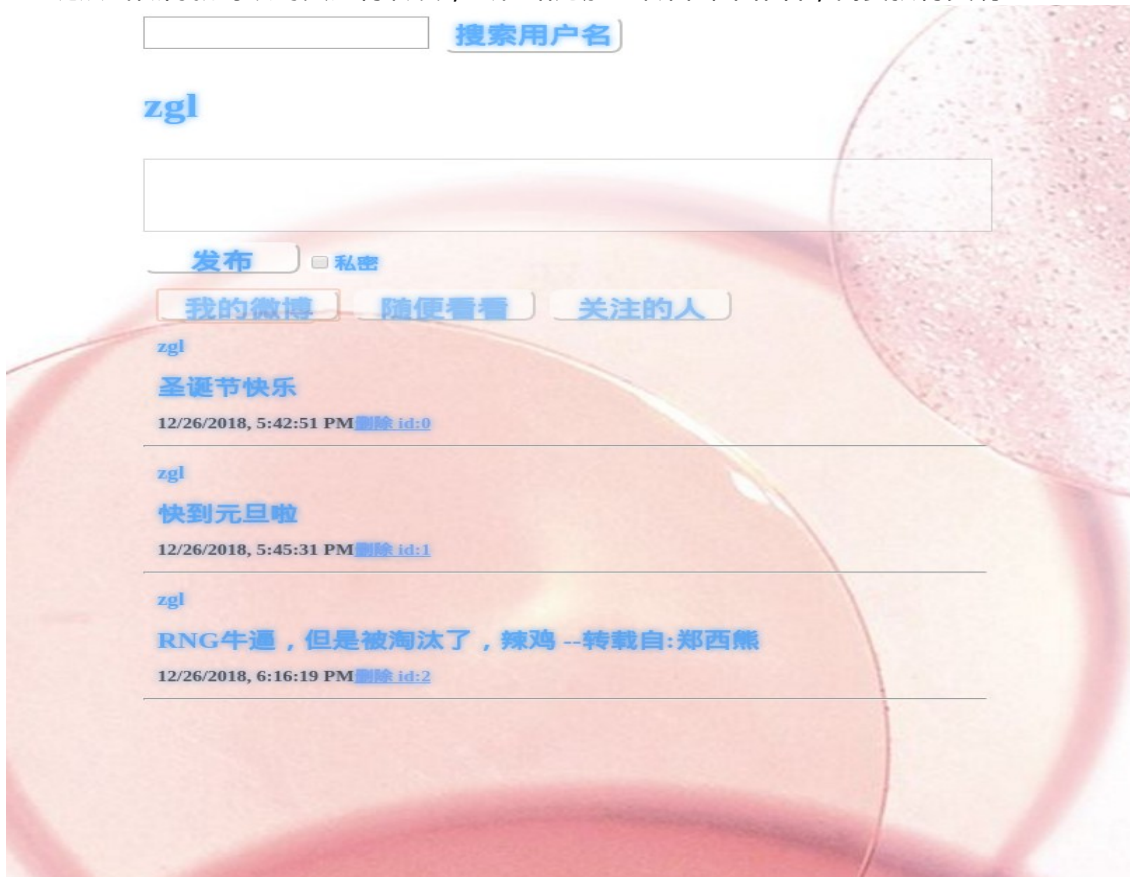 搜索用户名
zgl
发布 私密
我的微博 随便看看 关注的人
zgl
圣诞节快乐
12/26/2018, 5:42:51 PM删除 id:0
zgl
快到元旦啦
12/26/2018, 5:45:31 PM删除 id:1
zgl
RNG牛逼，但是被淘汰了，辣鸡 --转载自:郑西熊
12/26/2018, 6:16:19 PM删除 id:2